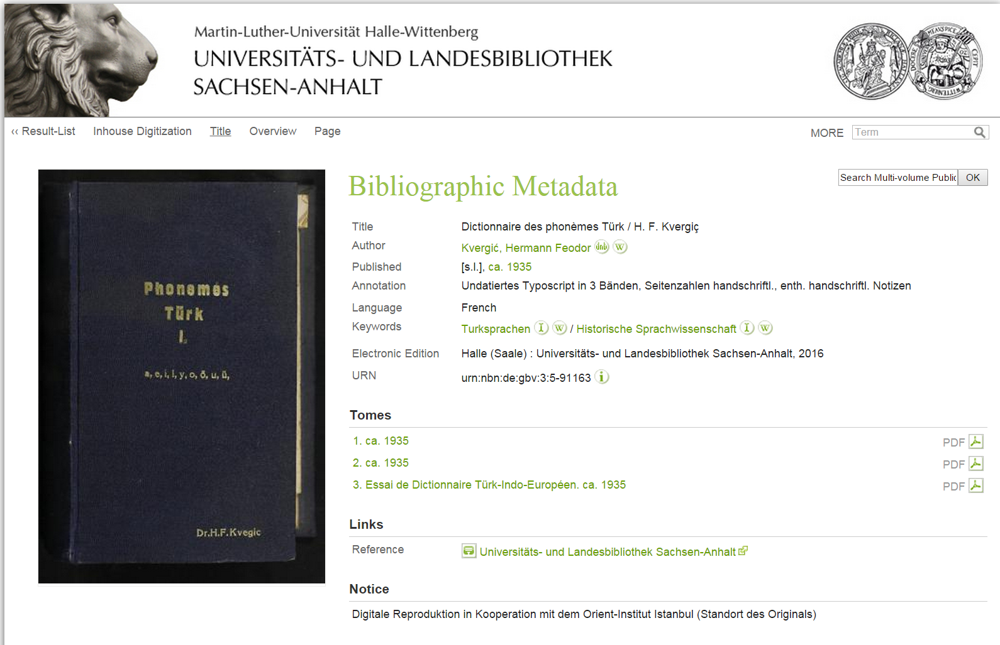 Martin-Luther-Universität Halle-Wittenberg
UNIVERSITÄTS- UND LANDESBIBLIOTHEK
SACHSEN-ANHALT
‹‹ Result-List Inhouse Digitization Title Overview Page
MORE Term
Search Multi-volume Public OK
Phonemés
Türk
I.
a, e, i, í, y, o, ö, u, ü,
Dr.H.F.Kvegic
Bibliographic Metadata
Title Dictionnaire des phonèmes Türk / H. F. Kvergiç
Author Kvergić, Hermann Feodor dnb W
Published [s.l.], ca. 1935
Annotation Undatiertes Typoscript in 3 Bänden, Seitenzahlen handschriftl., enth. handschriftl. Notizen
Language French
Keywords Turksprachen I W / Historische Sprachwissenschaft I W
Electronic Edition Halle (Saale) : Universitäts- und Landesbibliothek Sachsen-Anhalt, 2016
URN urn:nbn:de:gbv:3:5-91163 i
Tomes
1. ca. 1935 PDF
2. ca. 1935 PDF
3. Essai de Dictionnaire Türk-Indo-Européen. ca. 1935 PDF
Links
Reference Universitäts- und Landesbibliothek Sachsen-Anhalt
Notice
Digitale Reproduktion in Kooperation mit dem Orient-Institut Istanbul (Standort des Originals)